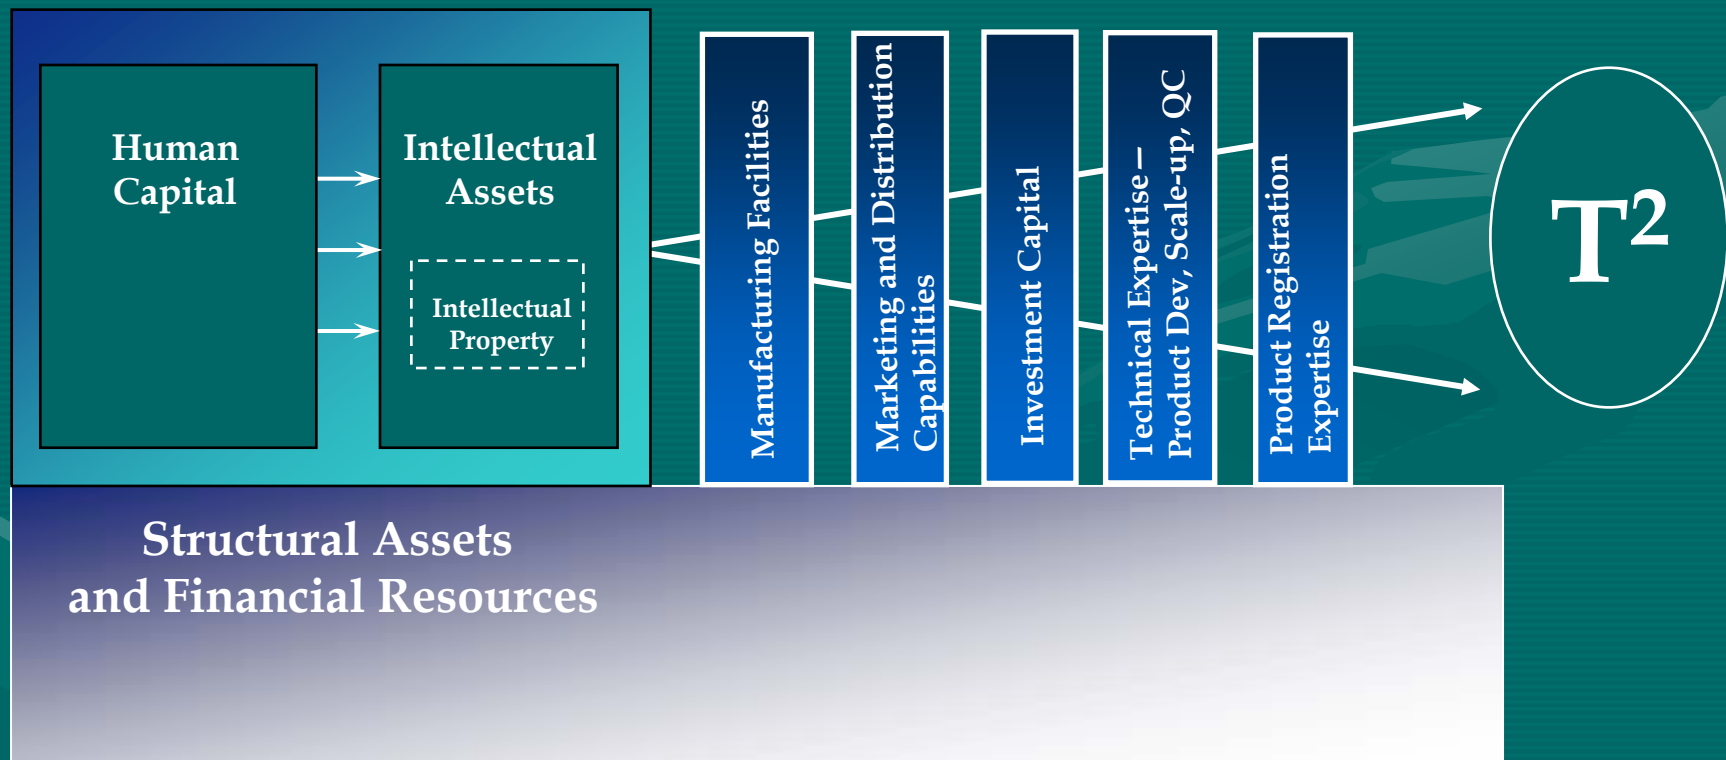 Human
Capital
Intellectual
Assets
Intellectual
Property
Manufacturing Facilities
Marketing and Distribution
Capabilities
Investment Capital
Technical Expertise—
Product Dev, Scale-up, QC
Product Registration
Expertise
T²
Structural Assets
and Financial Resources